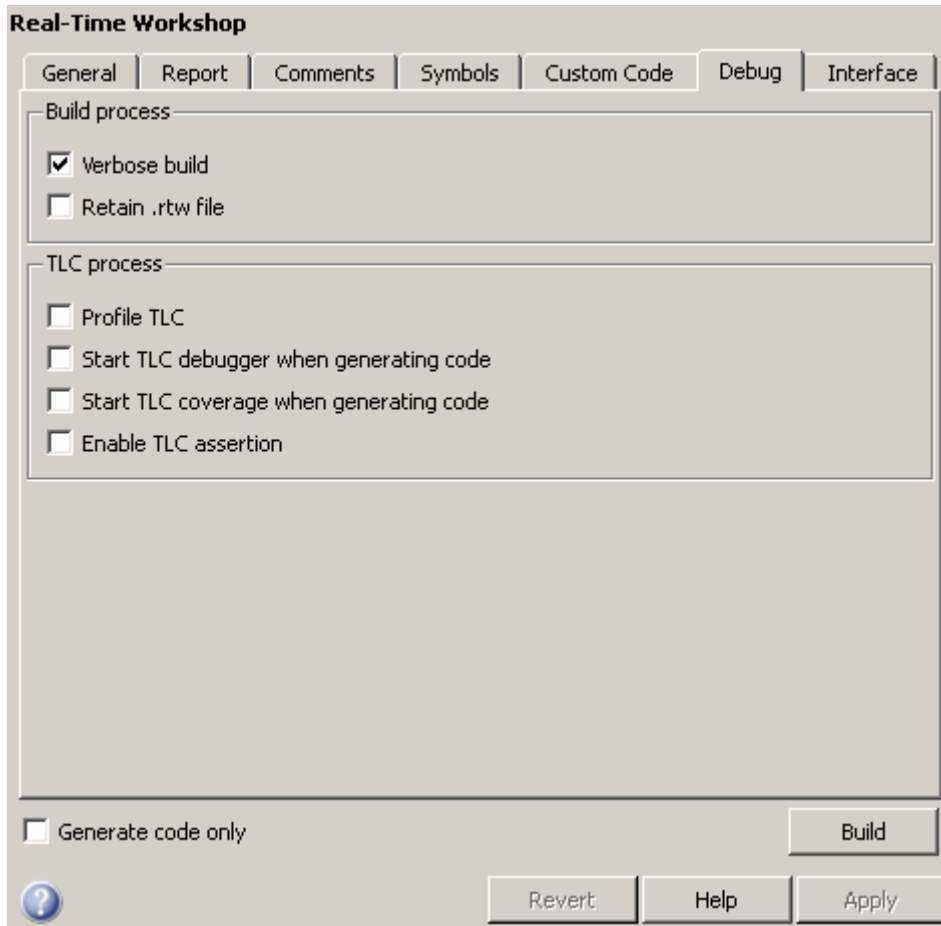 Real-Time Workshop
General Report Comments Symbols Custom Code Debug Interface
Build process
Verbose build
Retain .rtw file
TLC process
Profile TLC
Start TLC debugger when generating code
Start TLC coverage when generating code
Enable TLC assertion
Generate code only Build
? Revert Help Apply